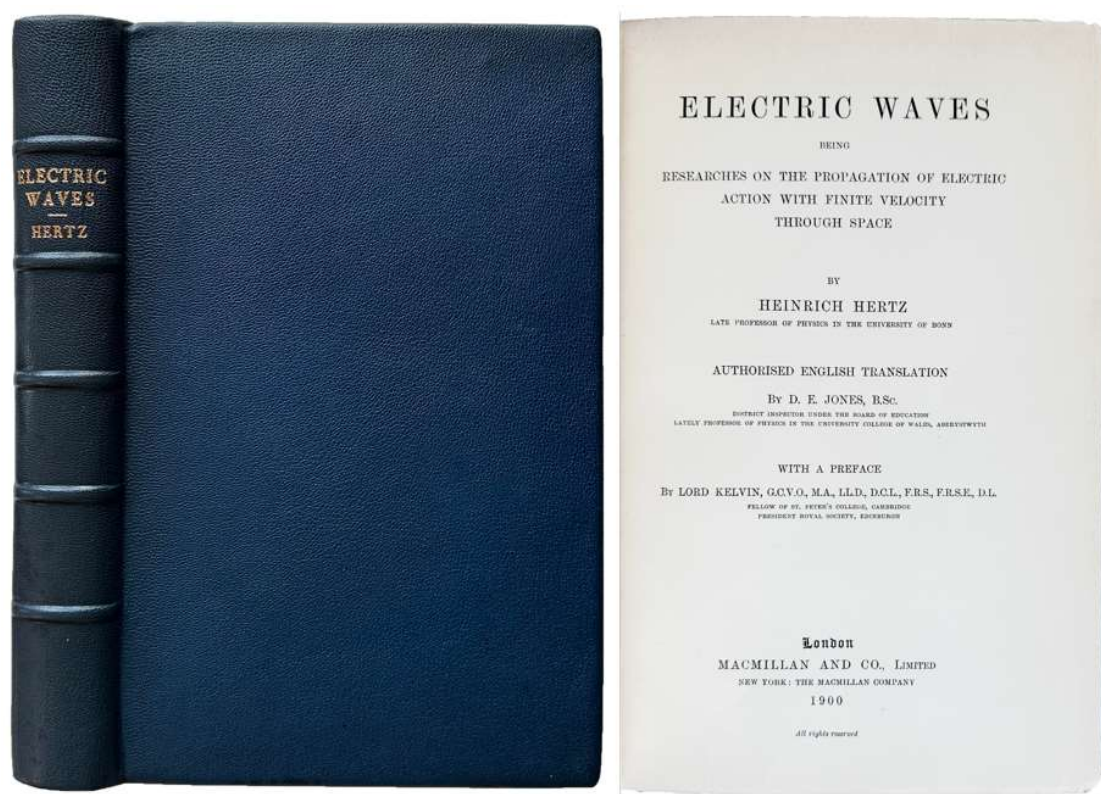 ELECTRIC
WAVES
HERTZ
ELECTRIC WAVES
BEING
RESEARCHES ON THE PROPAGATION OF ELECTRIC
ACTION WITH FINITE VELOCITY
THROUGH SPACE
BY
HEINRICH HERTZ
LATE PROFESSOR OF PHYSICS IN THE UNIVERSITY OF BONN
AUTHORISED ENGLISH TRANSLATION
By D. E. JONES, B.Sc.
DISTRICT INSPECTOR UNDER THE BOARD OF EDUCATION
LATELY PROFESSOR OF PHYSICS IN THE UNIVERSITY COLLEGE OF WALES, ABERYSTWYTH
WITH A PREFACE
By LORD KELVIN, G.C.V.O., M.A., LL.D., D.C.L., F.R.S., F.R.S.E., D.L.
FELLOW OF ST. PETER'S COLLEGE, CAMBRIDGE
PRESIDENT ROYAL SOCIETY, EDINBURGH
London
MACMILLAN AND CO., Limited
NEW YORK: THE MACMILLAN COMPANY
1900
All rights reserved